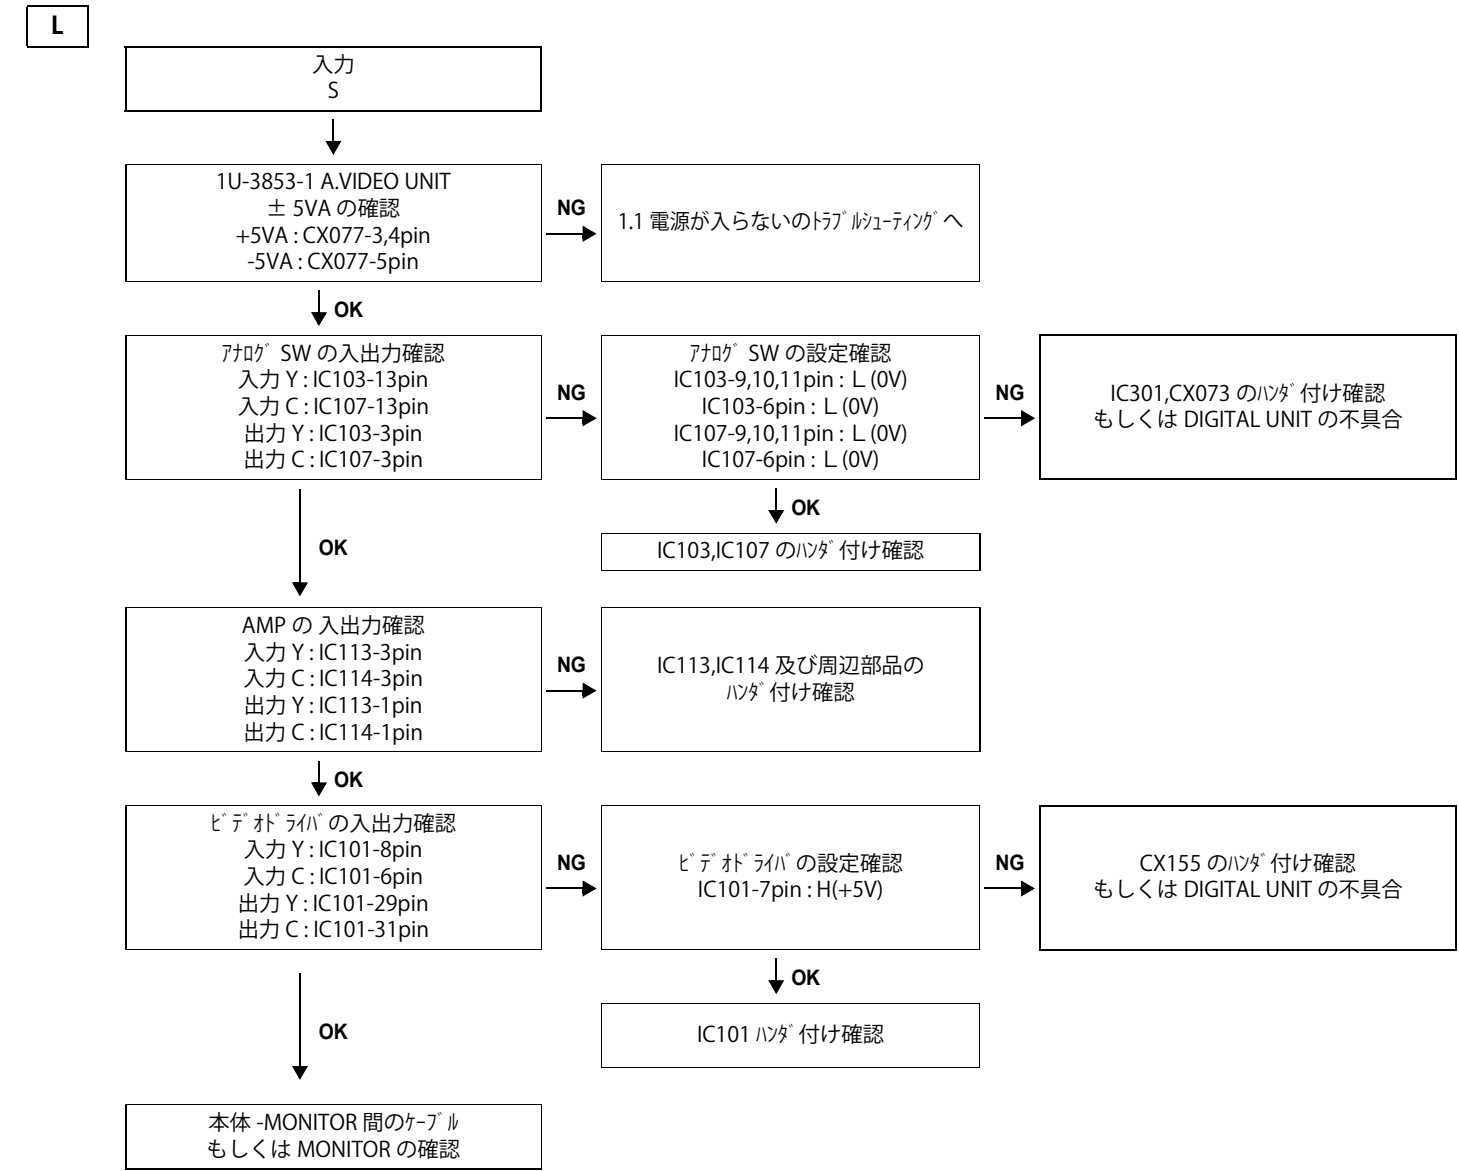 L
入力
S
1U-3853-1 A.VIDEO UNIT
± 5VA の確認
+5VA : CX077-3,4pin
-5VA : CX077-5pin
NG
1.1 電源が入らないのﾄﾗﾌﾞﾙｼｭｰﾃｨﾝｸﾞへ
OK
ｱﾅﾛｸﾞ SW の入出力確認
入力 Y : IC103-13pin
入力 C : IC107-13pin
出力 Y : IC103-3pin
出力 C : IC107-3pin
NG
ｱﾅﾛｸﾞ SW の設定確認
IC103-9,10,11pin : Ｌ(0V)
IC103-6pin : Ｌ(0V)
IC107-9,10,11pin : Ｌ(0V)
IC107-6pin : Ｌ(0V)
NG
IC301,CX073 のﾊﾝﾀﾞ付け確認
もしくは DIGITAL UNIT の不具合
OK
IC103,IC107 のﾊﾝﾀﾞ付け確認
OK
AMP の 入出力確認
入力 Y : IC113-3pin
入力 C : IC114-3pin
出力 Y : IC113-1pin
出力 C : IC114-1pin
NG
IC113,IC114 及び周辺部品の
ﾊﾝﾀﾞ付け確認
OK
ﾋﾞﾃﾞｵﾄﾞﾗｲﾊﾞの入出力確認
入力 Y : IC101-8pin
入力 C : IC101-6pin
出力 Y : IC101-29pin
出力 C : IC101-31pin
NG
ﾋﾞﾃﾞｵﾄﾞﾗｲﾊﾞの設定確認
IC101-7pin : H(+5V)
NG
CX155 のﾊﾝﾀﾞ付け確認
もしくは DIGITAL UNIT の不具合
OK
IC101 ﾊﾝﾀﾞ付け確認
OK
本体 -MONITOR 間のｹｰﾌﾞﾙ
もしくは MONITOR の確認